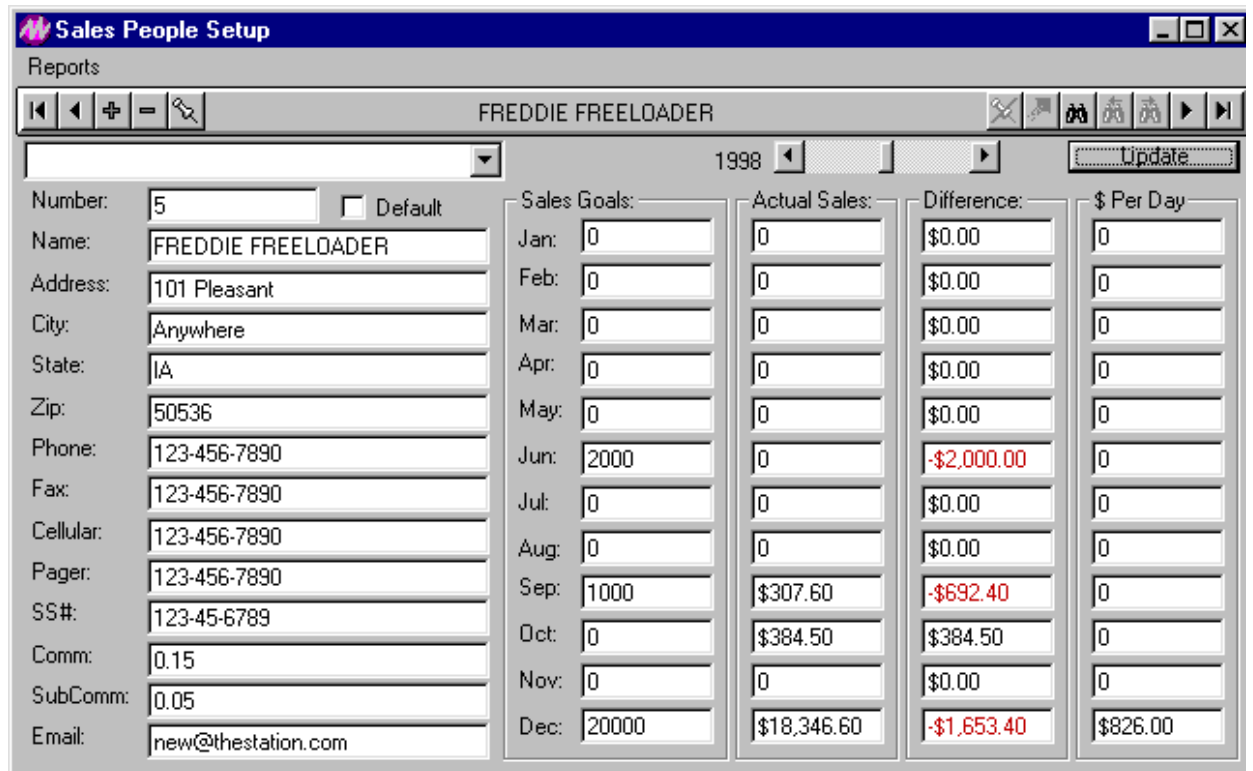 Sales People Setup
Reports
FREDDIE FREELOADER
1998 Update
Number: 5 Default
Name: FREDDIE FREELOADER
Address: 101 Pleasant
City: Anywhere
State: IA
Zip: 50536
Phone: 123-456-7890
Fax: 123-456-7890
Cellular: 123-456-7890
Pager: 123-456-7890
SS#: 123-45-6789
Comm: 0.15
SubComm: 0.05
Email: new@thestation.com
Sales Goals: Actual Sales: Difference: $ Per Day
Jan: 0 0 $0.00 0
Feb: 0 0 $0.00 0
Mar: 0 0 $0.00 0
Apr: 0 0 $0.00 0
May: 0 0 $0.00 0
Jun: 2000 0 -$2,000.00 0
Jul: 0 0 $0.00 0
Aug: 0 0 $0.00 0
Sep: 1000 $307.60 -$692.40 0
Oct: 0 $384.50 $384.50 0
Nov: 0 0 $0.00 0
Dec: 20000 $18,346.60 -$1,653.40 $826.00